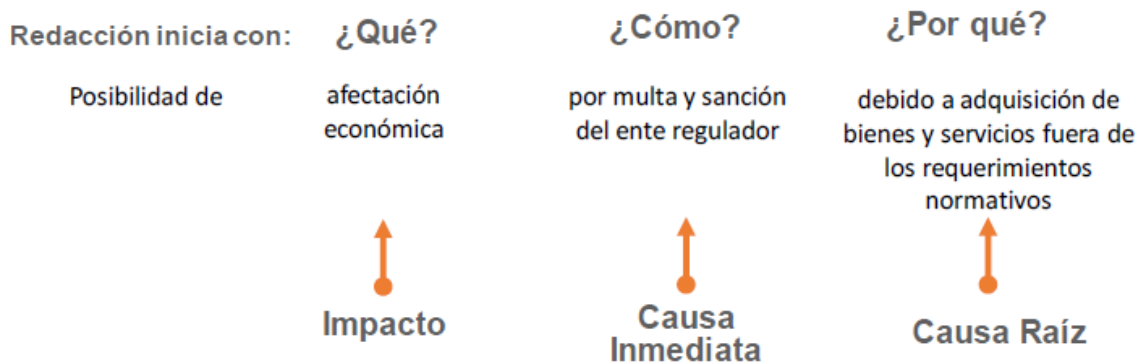 Redacción inicia con:
¿Qué?
¿Cómo?
¿Por qué?
Posibilidad de
afectación
económica
por multa y sanción
del ente regulador
debido a adquisición de
bienes y servicios fuera de
los requerimientos
normativos
Impacto
Causa
Inmediata
Causa Raíz